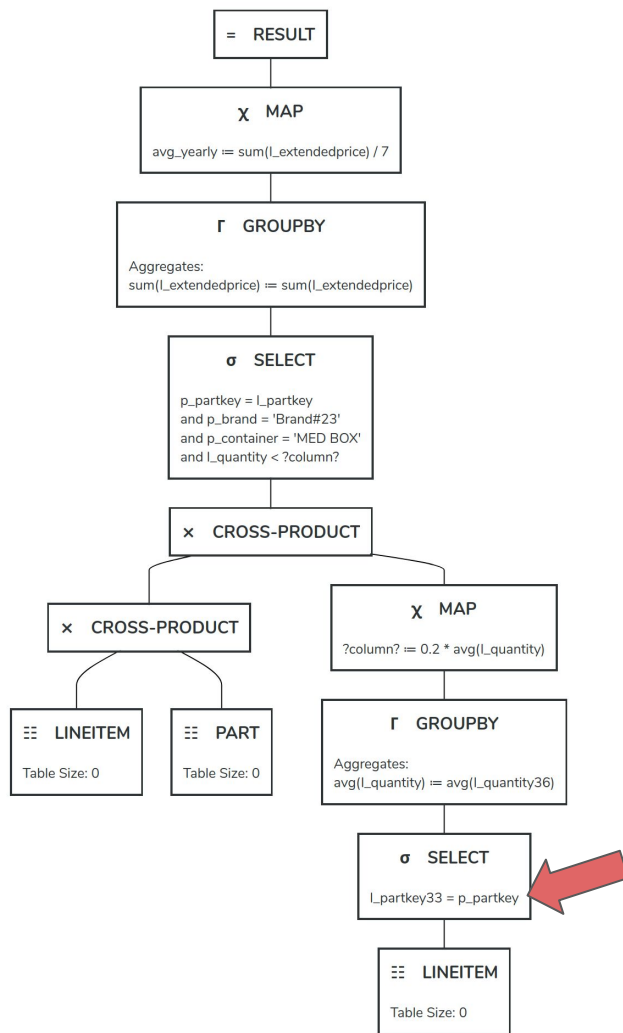 = RESULT
χ MAP
avg_yearly ≔ sum(l_extendedprice) / 7
Γ GROUPBY
Aggregates:
sum(l_extendedprice) ≔ sum(l_extendedprice)
σ SELECT
p_partkey = l_partkey
and p_brand = 'Brand#23'
and p_container = 'MED BOX'
and l_quantity < ?column?
× CROSS-PRODUCT
× CROSS-PRODUCT
LINEITEM
Table Size: 0
PART
Table Size: 0
χ MAP
?column? ≔ 0.2 * avg(l_quantity)
Γ GROUPBY
Aggregates:
avg(l_quantity) ≔ avg(l_quantity36)
σ SELECT
l_partkey33 = p_partkey
LINEITEM
Table Size: 0